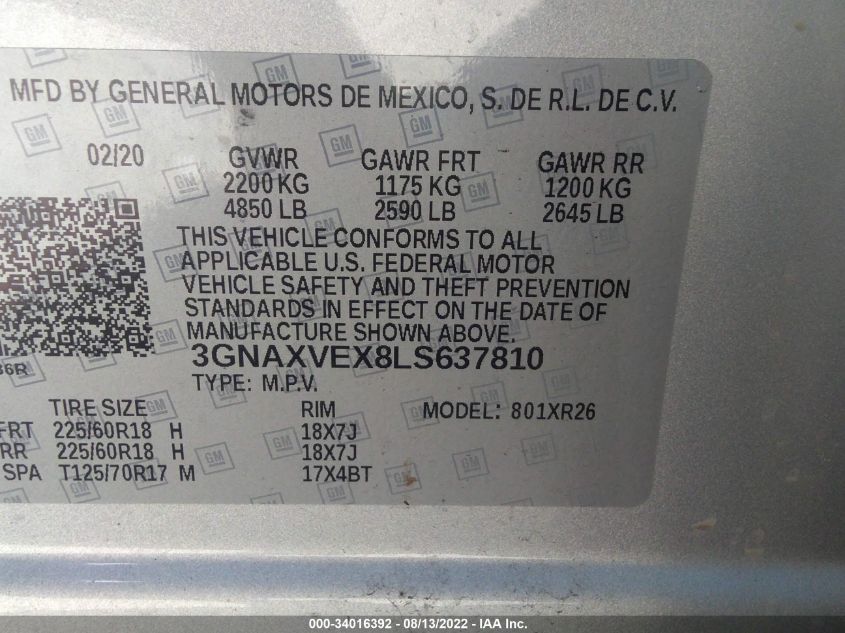 MFD BY GENERAL MOTORS DE MEXICO, S. DE R.L. DE C.V.
02/20 GVWR GAWR FRT GAWR RR
2200 KG 1175 KG 1200 KG
4850 LB 2590 LB 2645 LB
THIS VEHICLE CONFORMS TO ALL
APPLICABLE U.S. FEDERAL MOTOR
VEHICLE SAFETY AND THEFT PREVENTION
STANDARDS IN EFFECT ON THE DATE OF
MANUFACTURE SHOWN ABOVE.
3GNAXVEX8LS637810
36R
TYPE: M.P.V.
TIRE SIZE RIM MODEL: 801XR26
FRT 225/60R18 H 18X7J
RR 225/60R18 H 18X7J
SPA T125/70R17 M 17X4BT
000-34016392 - 08/13/2022 - IAA Inc.